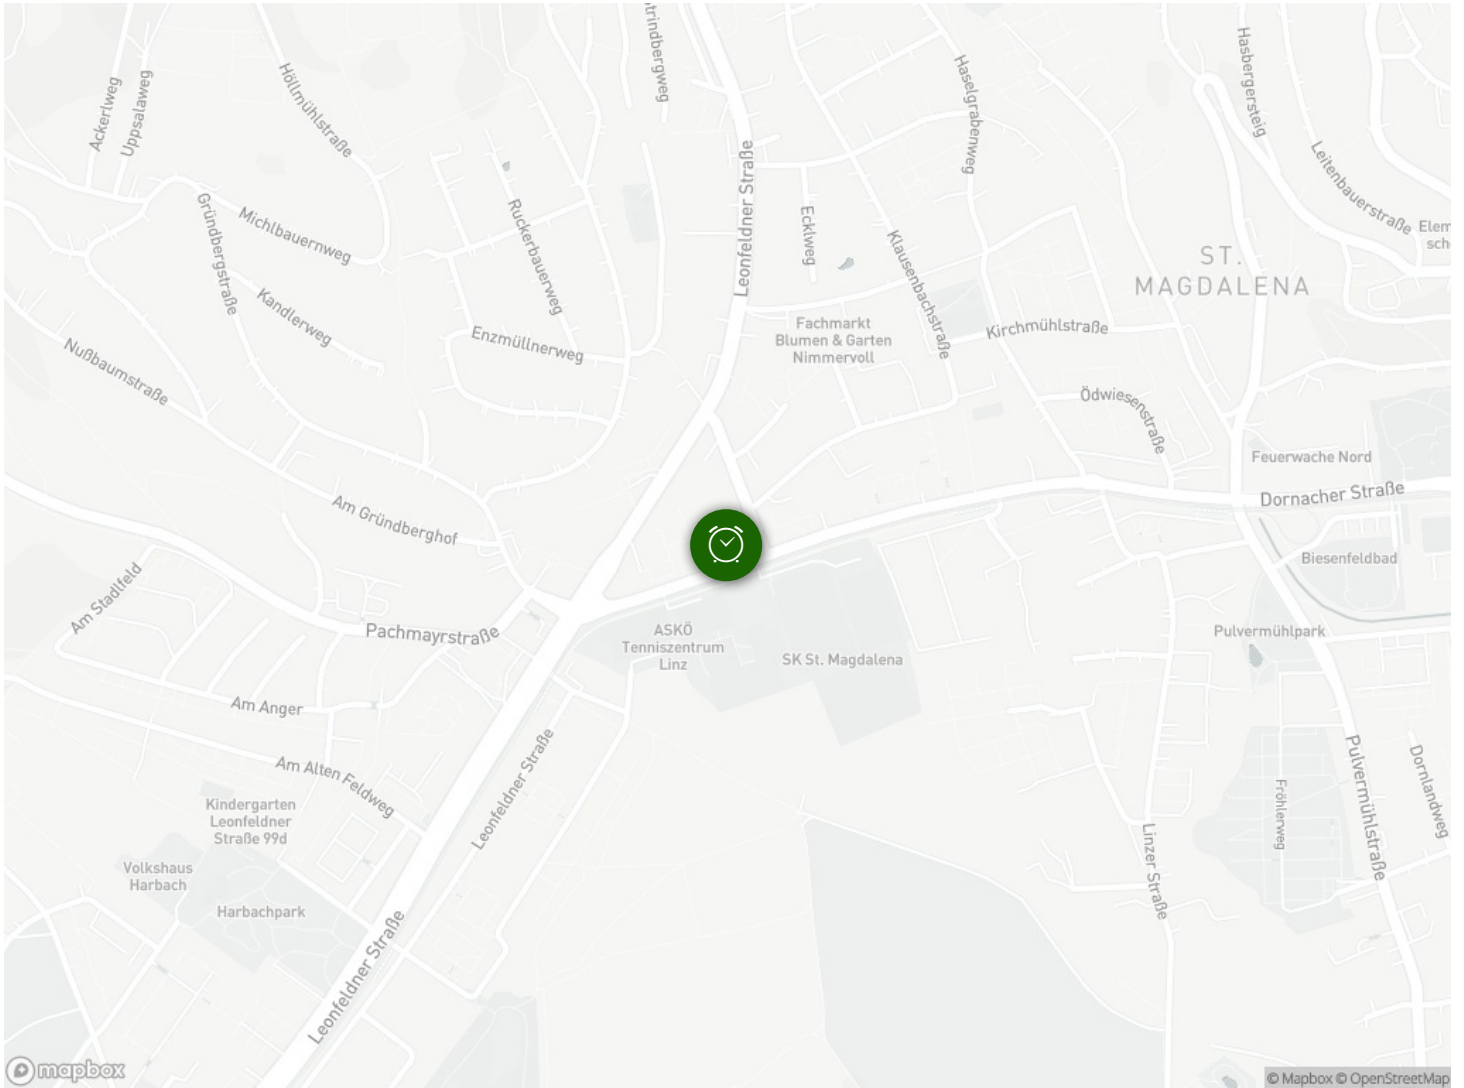 Strindbergweg
Hasbergersteig
Ackerlweg
Uppsalaweg
Höllmühlstraße
Haselgrabenweg
Leonfeldner Straße
Leitenbauerstraße
Gründbergstraße
Michlbauernweg
Ruckerbauerweg
Ecklweg
Klausenbachstraße
Elem
sch
ST.
MAGDALENA
Kandlerweg
Enzmüllnerweg
Fachmarkt
Blumen & Garten
Nimmervoll
Kirchmühlstraße
Nußbaumstraße
Ödwiesenstraße
Feuerwache Nord
Dornacher Straße
Am Gründberghof
Biesenfeldbad
Am Stadlfeld
Pachmayrstraße
ASKÖ
Tenniszentrum
Linz
SK St. Magdalena
Pulvermühlpark
Am Anger
Am Alten Feldweg
Leonfeldner Straße
Kindergarten
Leonfeldner
Straße 99d
Pulvermühlstraße
Dornlandweg
Fröhlerweg
Linzer Straße
Volkshaus
Harbach
Harbachpark
Leonfeldner Straße
mapbox
© Mapbox © OpenStreetMap